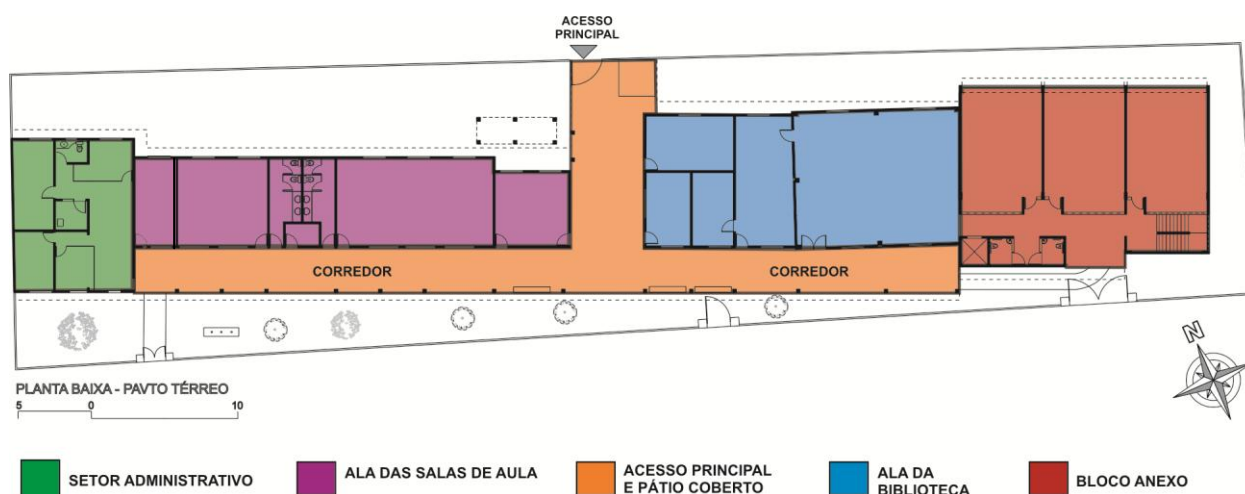 ACESSO
PRINCIPAL
CORREDOR
CORREDOR
N
PLANTA BAIXA - PAVTO TÉRREO
5 0 10
SETOR ADMINISTRATIVO
ALA DAS SALAS DE AULA
ACESSO PRINCIPAL
E PÁTIO COBERTO
ALA DA
BIBLIOTECA
BLOCO ANEXO